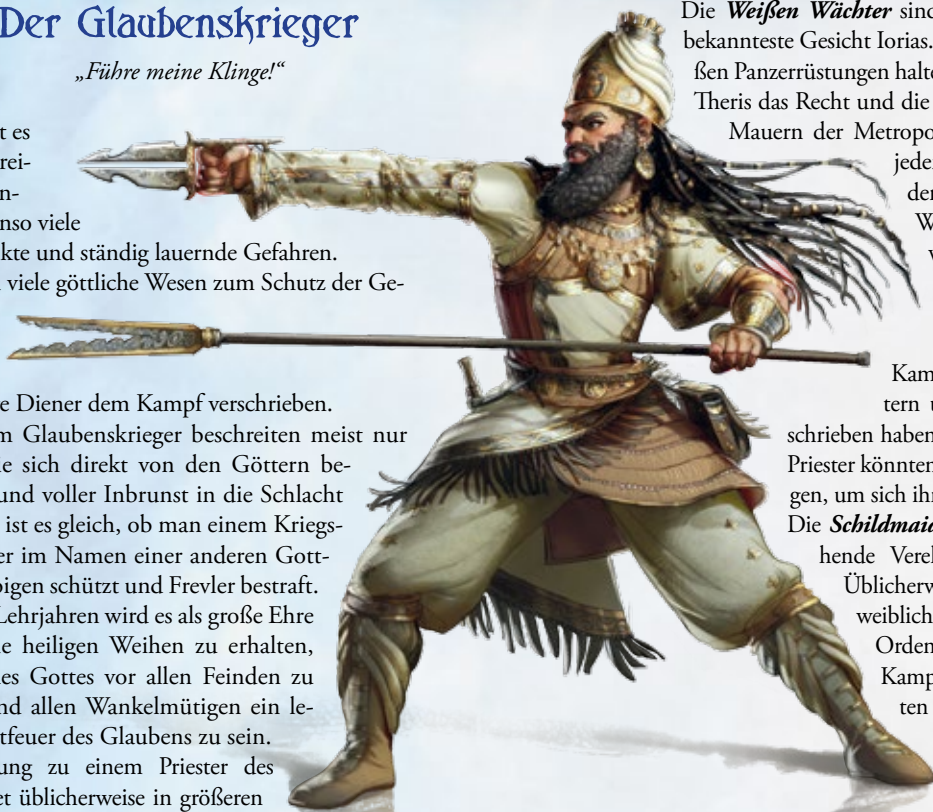 Der Glaubenskrieger
„Führe meine Klinge!“
t es
rei-
n-
nso viele
kte und ständig lauernde Gefahren.
viele göttliche Wesen zum Schutz der Ge-
e Diener dem Kampf verschrieben.
m Glaubenskrieger beschreiten meist nur
e sich direkt von den Göttern be-
und voller Inbrunst in die Schlacht
ist es gleich, ob man einem Kriegs-
er im Namen einer anderen Gott-
bigen schützt und Frevler bestraft.
Lehrjahren wird es als große Ehre
e heiligen Weihen zu erhalten,
es Gottes vor allen Feinden zu
nd allen Wankelmütigen ein le-
tfeuer des Glaubens zu sein.
ung zu einem Priester des
et üblicherweise in größeren
Die Weißen Wächter sind
bekannteste Gesicht Iorias.
ßen Panzerrüstungen halte
Theris das Recht und die
Mauern der Metropo
jede
de
W
v
Kam
tern u
schrieben haben
Priester könnten
gen, um sich ihr
Die Schildmaid
hende Vereh
Üblicherw
weiblich
Orden
Kamp
ten